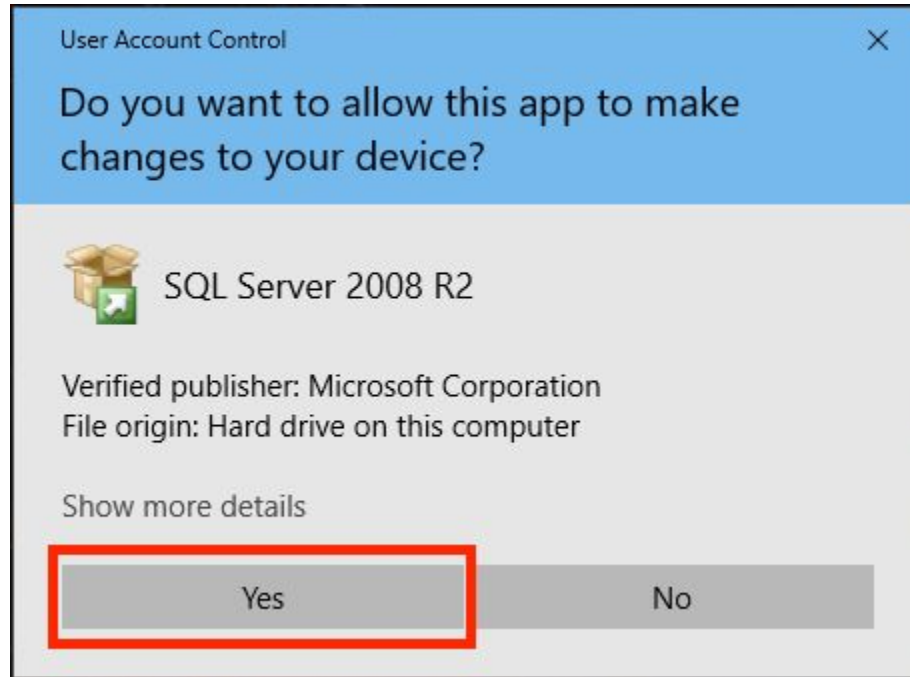 User Account Control
Do you want to allow this app to make
changes to your device?
SQL Server 2008 R2
Verified publisher: Microsoft Corporation
File origin: Hard drive on this computer
Show more details
Yes
No